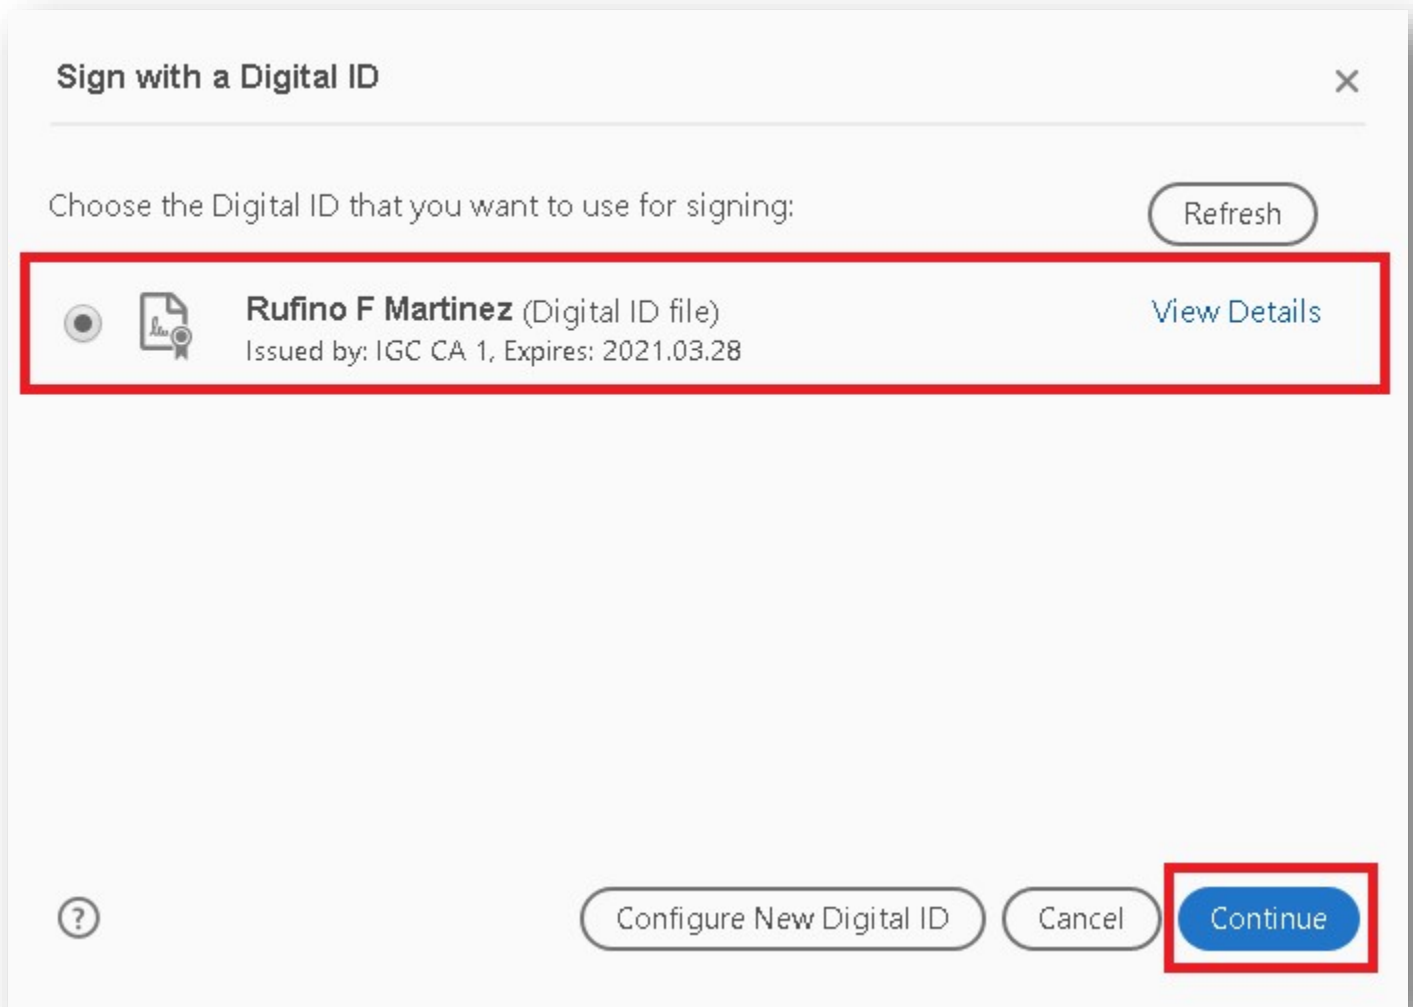 Sign with a Digital ID
Choose the Digital ID that you want to use for signing:
Refresh
Rufino F Martinez (Digital ID file)
View Details
Issued by: IGC CA 1, Expires: 2021.03.28
?
Configure New Digital ID
Cancel
Continue